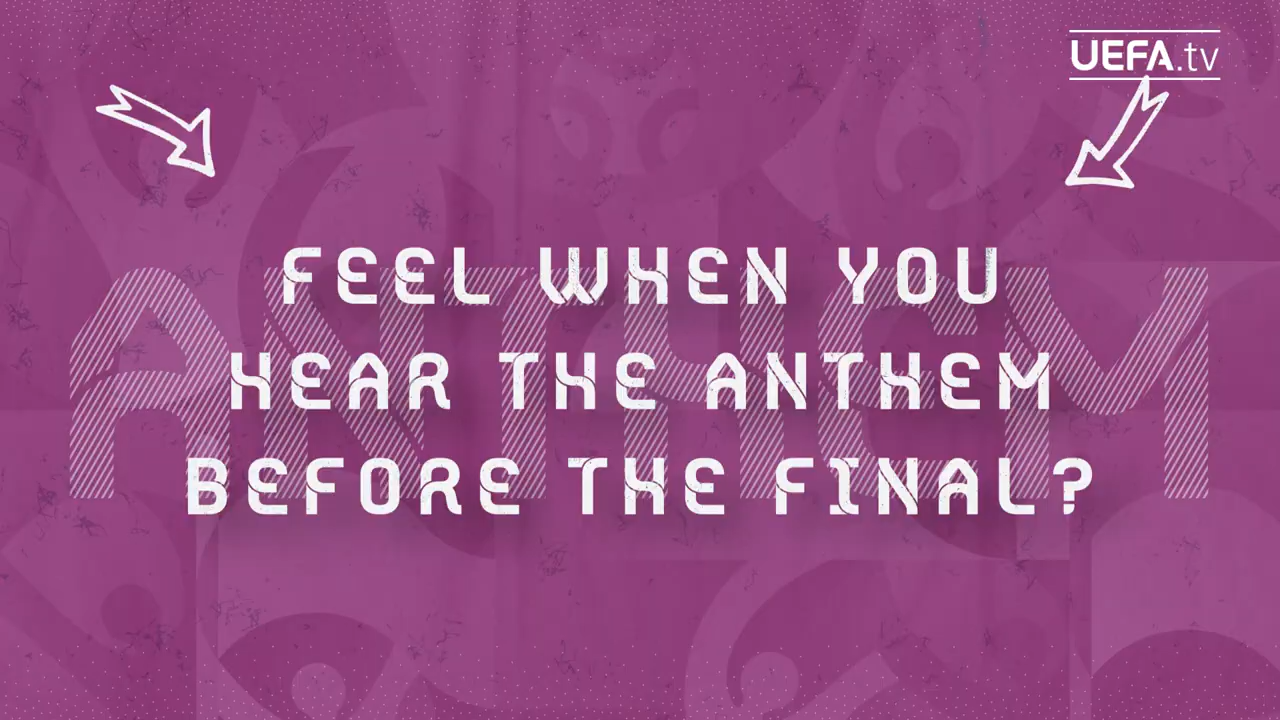 UEFA.tv
ANTHEM
FEEL WHEN YOU
HEAR THE ANTHEM
BEFORE THE FINAL?